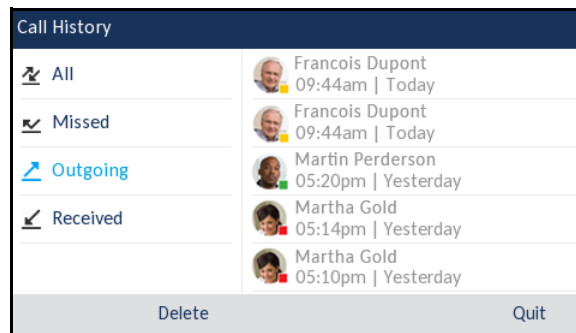 Call History
All
Missed
Outgoing
Received
Francois Dupont
09:44am | Today
Francois Dupont
09:44am | Today
Martin Perderson
05:20pm | Yesterday
Martha Gold
05:14pm | Yesterday
Martha Gold
05:10pm | Yesterday
Delete
Quit